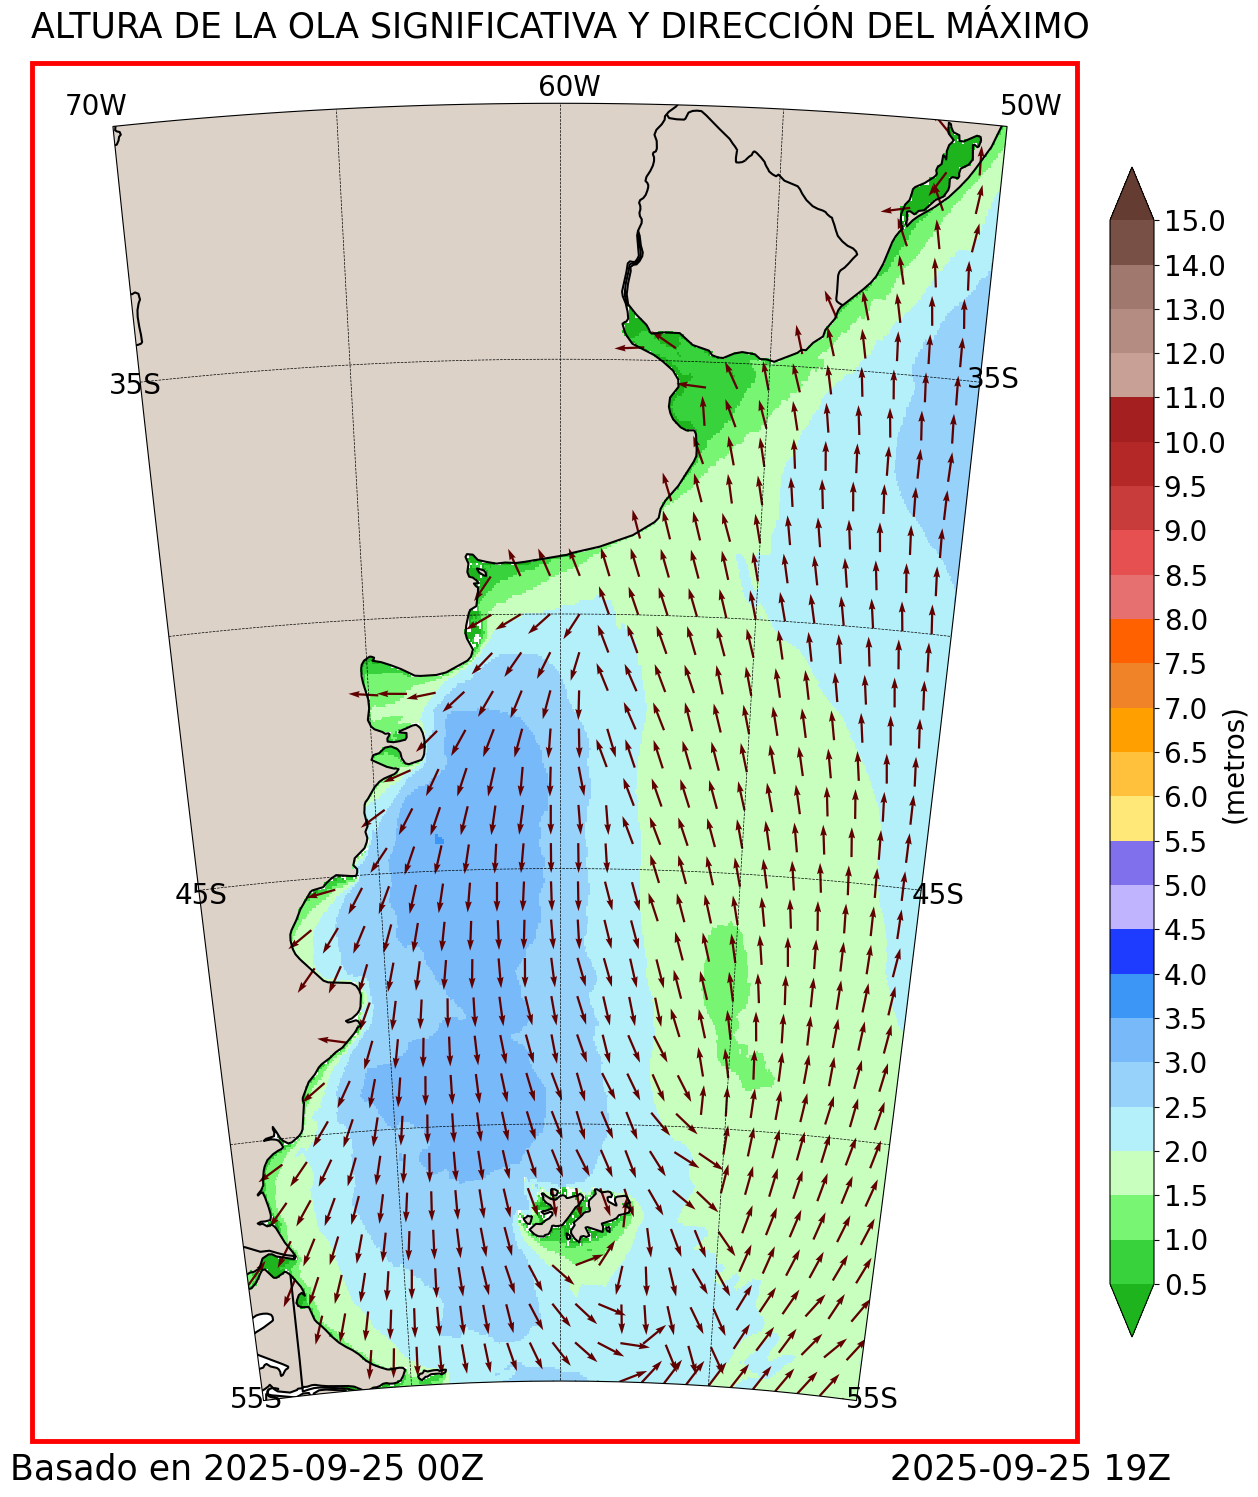 ALTURA DE LA OLA SIGNIFICATIVA Y DIRECCIÓN DEL MÁXIMO
70W
60W
50W
35S
35S
45S
45S
55S
55S
15.0
14.0
13.0
12.0
11.0
10.0
9.5
9.0
8.5
8.0
7.5
7.0
6.5
6.0
5.5
5.0
4.5
4.0
3.5
3.0
2.5
2.0
1.5
1.0
0.5
(metros)
Basado en 2025-09-25 00Z
2025-09-25 19Z